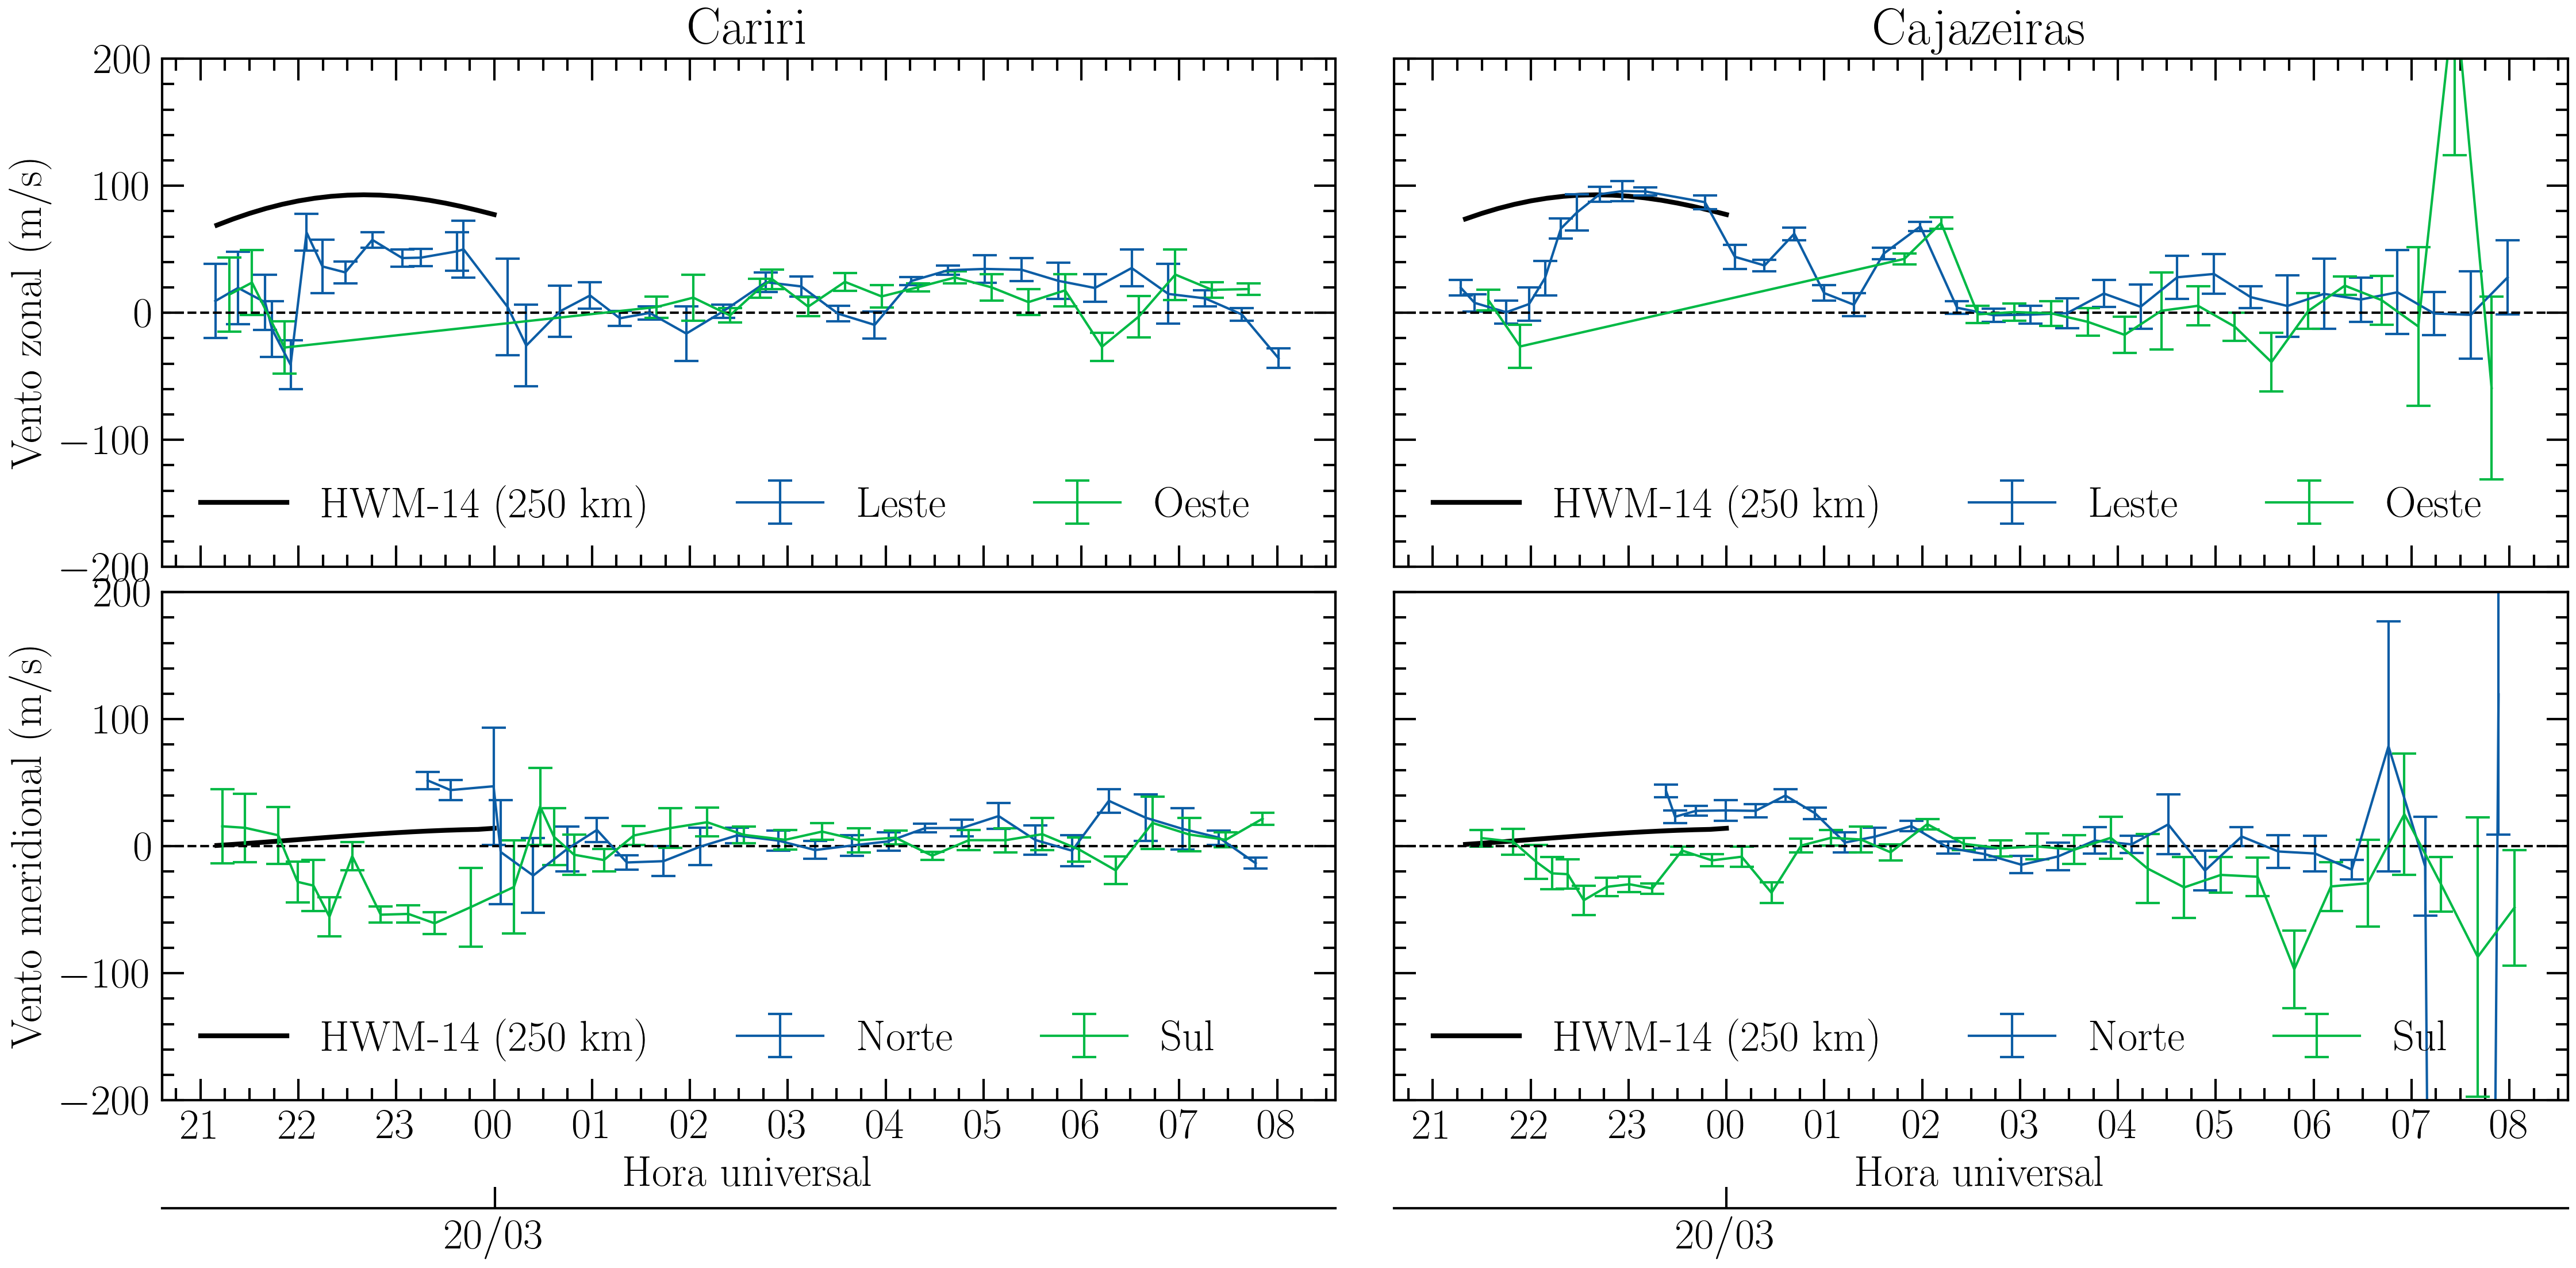 Cariri
Cajazeiras
Vento zonal (m/s)
200
100
0
−100
−200
HWM-14 (250 km) Leste Oeste
HWM-14 (250 km) Leste Oeste
Vento meridional (m/s)
200
100
0
−100
−200
HWM-14 (250 km) Norte Sul
HWM-14 (250 km) Norte Sul
21 22 23 00 01 02 03 04 05 06 07 08
21 22 23 00 01 02 03 04 05 06 07 08
Hora universal
Hora universal
20/03
20/03